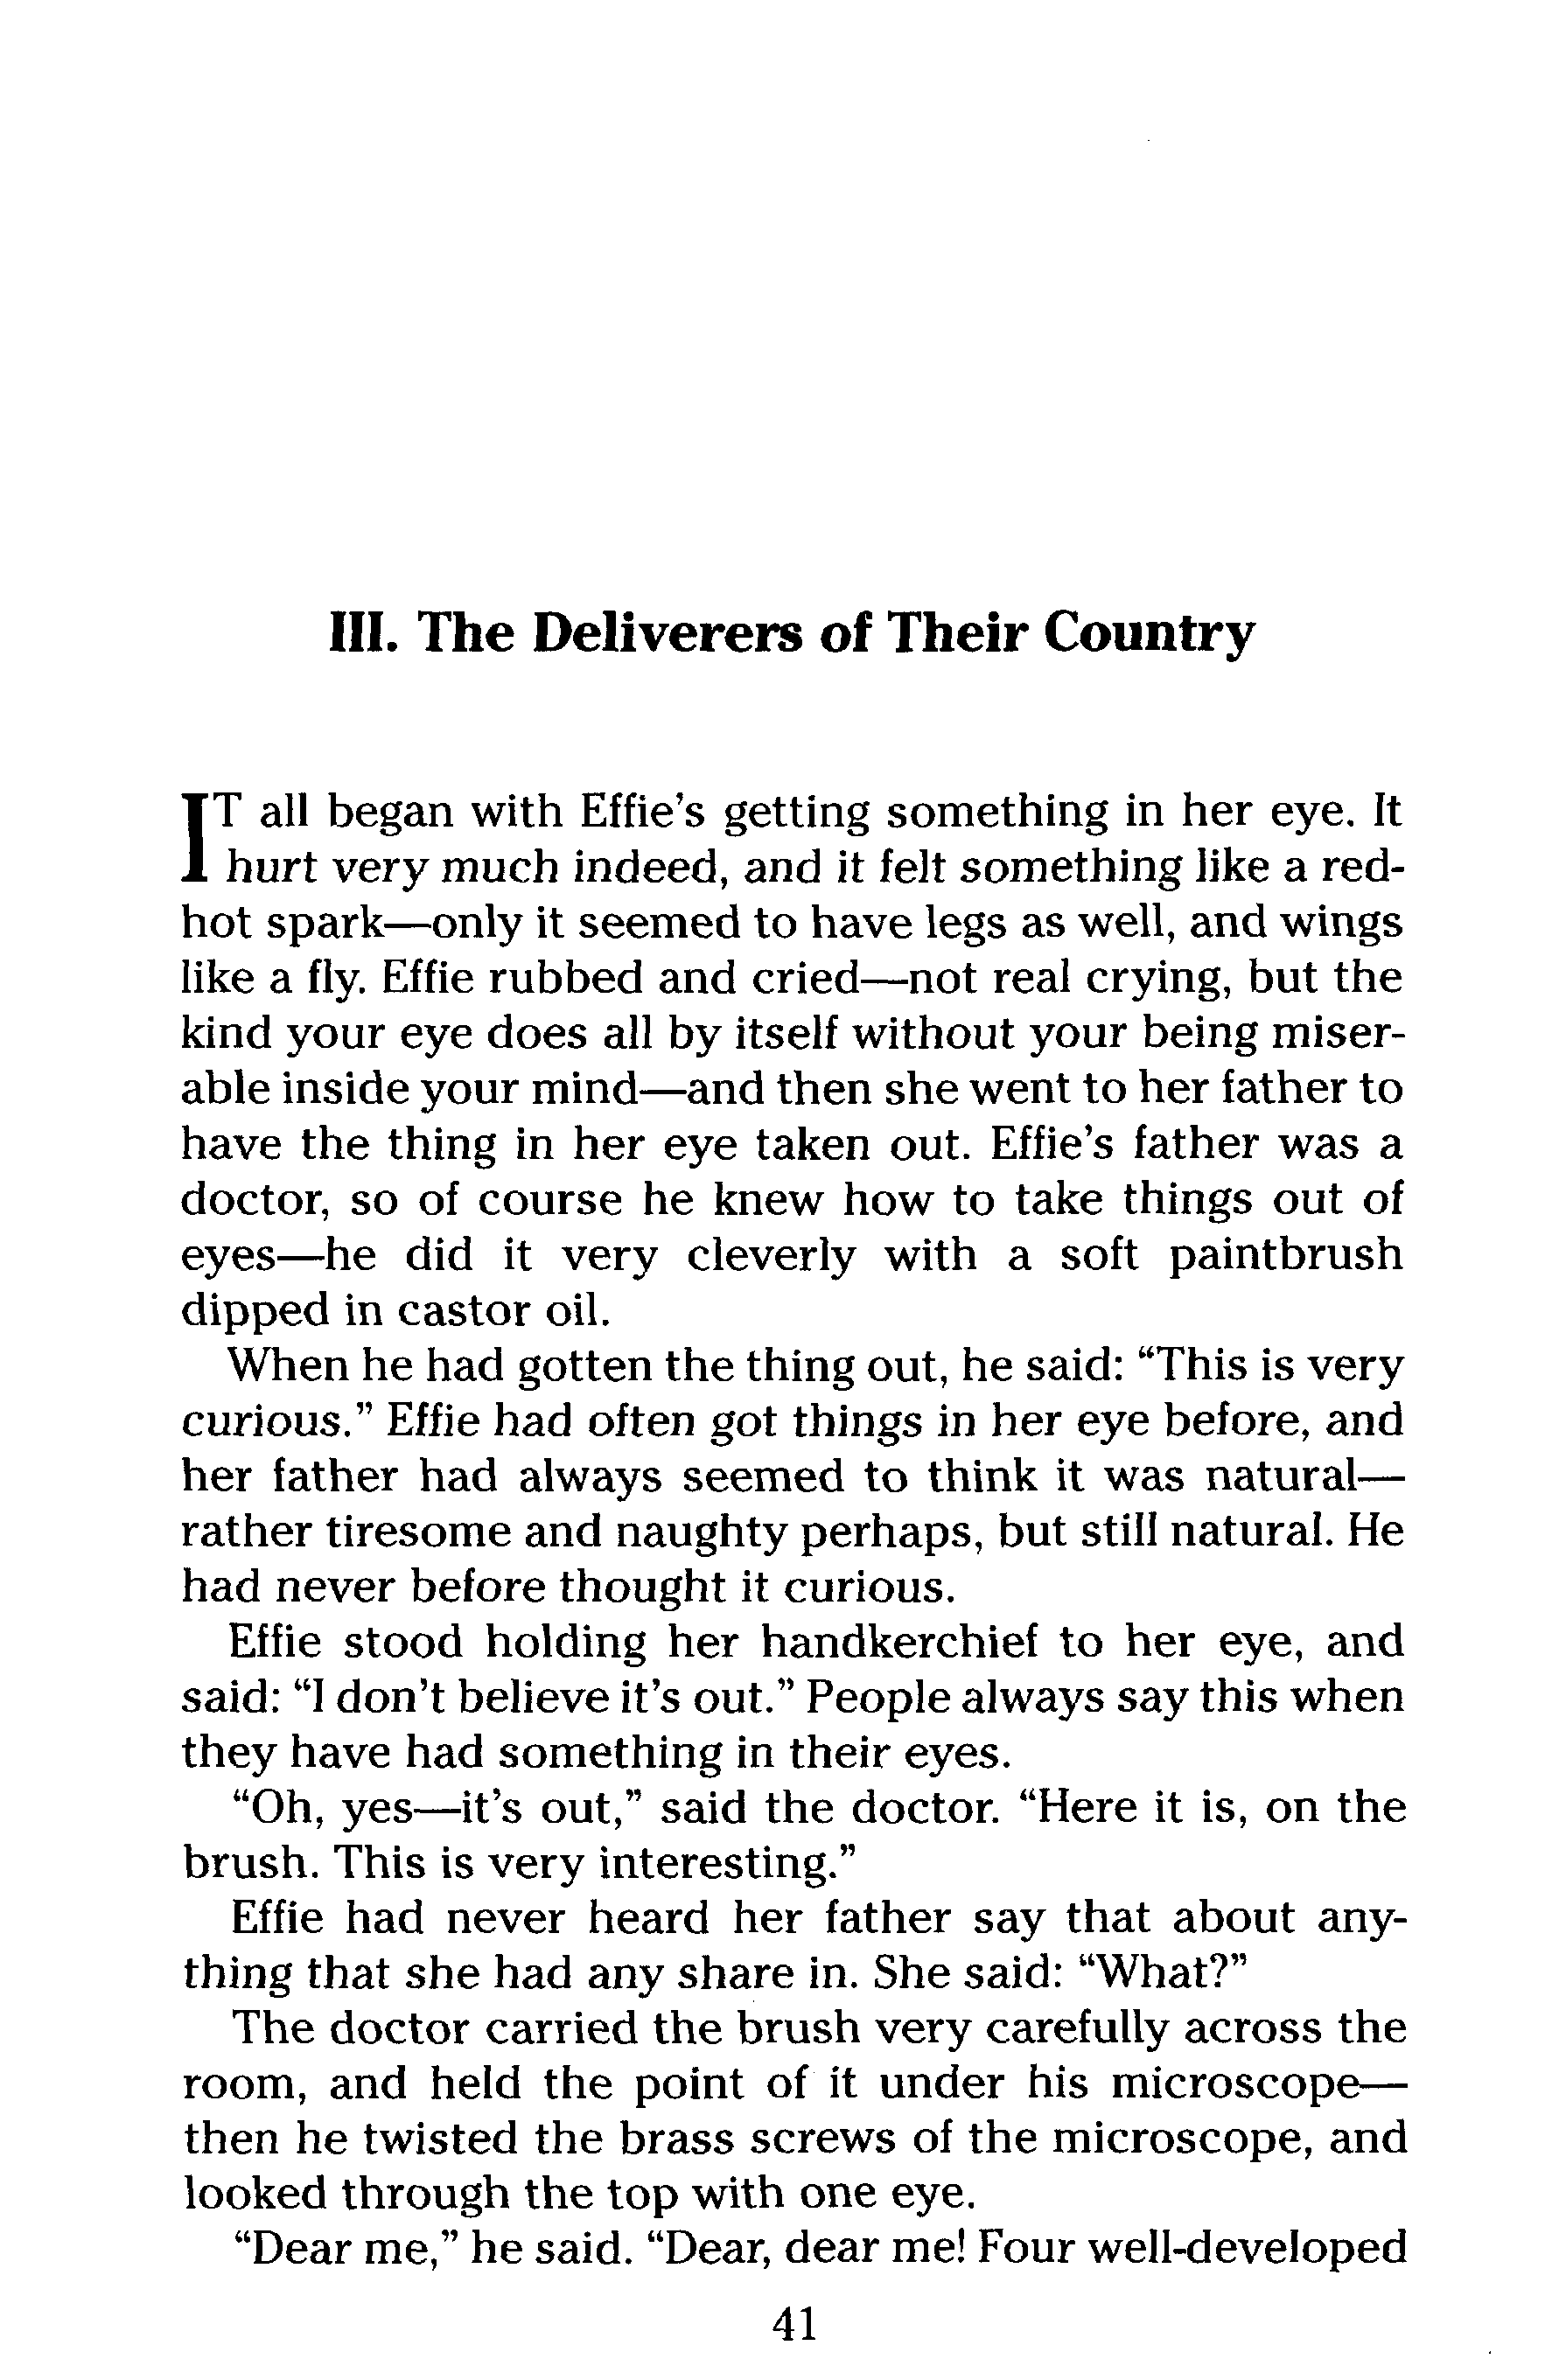 III. The Deliverers of Their Country
IT all began with Effie’s getting something in her eye. It
hurt very much indeed, and it felt something like a red-
hot spark—only it seemed to have legs as well, and wings
like a fly. Effie rubbed and cried—not real crying, but the
kind your eye does all by itself without your being miser-
able inside your mind—and then she went to her father to
have the thing in her eye taken out. Effie’s father was a
doctor, so of course he knew how to take things out of
eyes—he did it very cleverly with a soft paintbrush
dipped in castor oil.
When he had gotten the thing out, he said: “This is very
curious.” Effie had often got things in her eye before, and
her father had always seemed to think it was natural—
rather tiresome and naughty perhaps, but still natural. He
had never before thought it curious.
Effie stood holding her handkerchief to her eye, and
said: “I don’t believe it’s out.” People always say this when
they have had something in their eyes.
“Oh, yes—it’s out,” said the doctor. “Here it is, on the
brush. This is very interesting.”
Effie had never heard her father say that about any-
thing that she had any share in. She said: “What?”
The doctor carried the brush very carefully across the
room, and held the point of it under his microscope—
then he twisted the brass screws of the microscope, and
looked through the top with one eye.
“Dear me,” he said. “Dear, dear me! Four well-developed
41